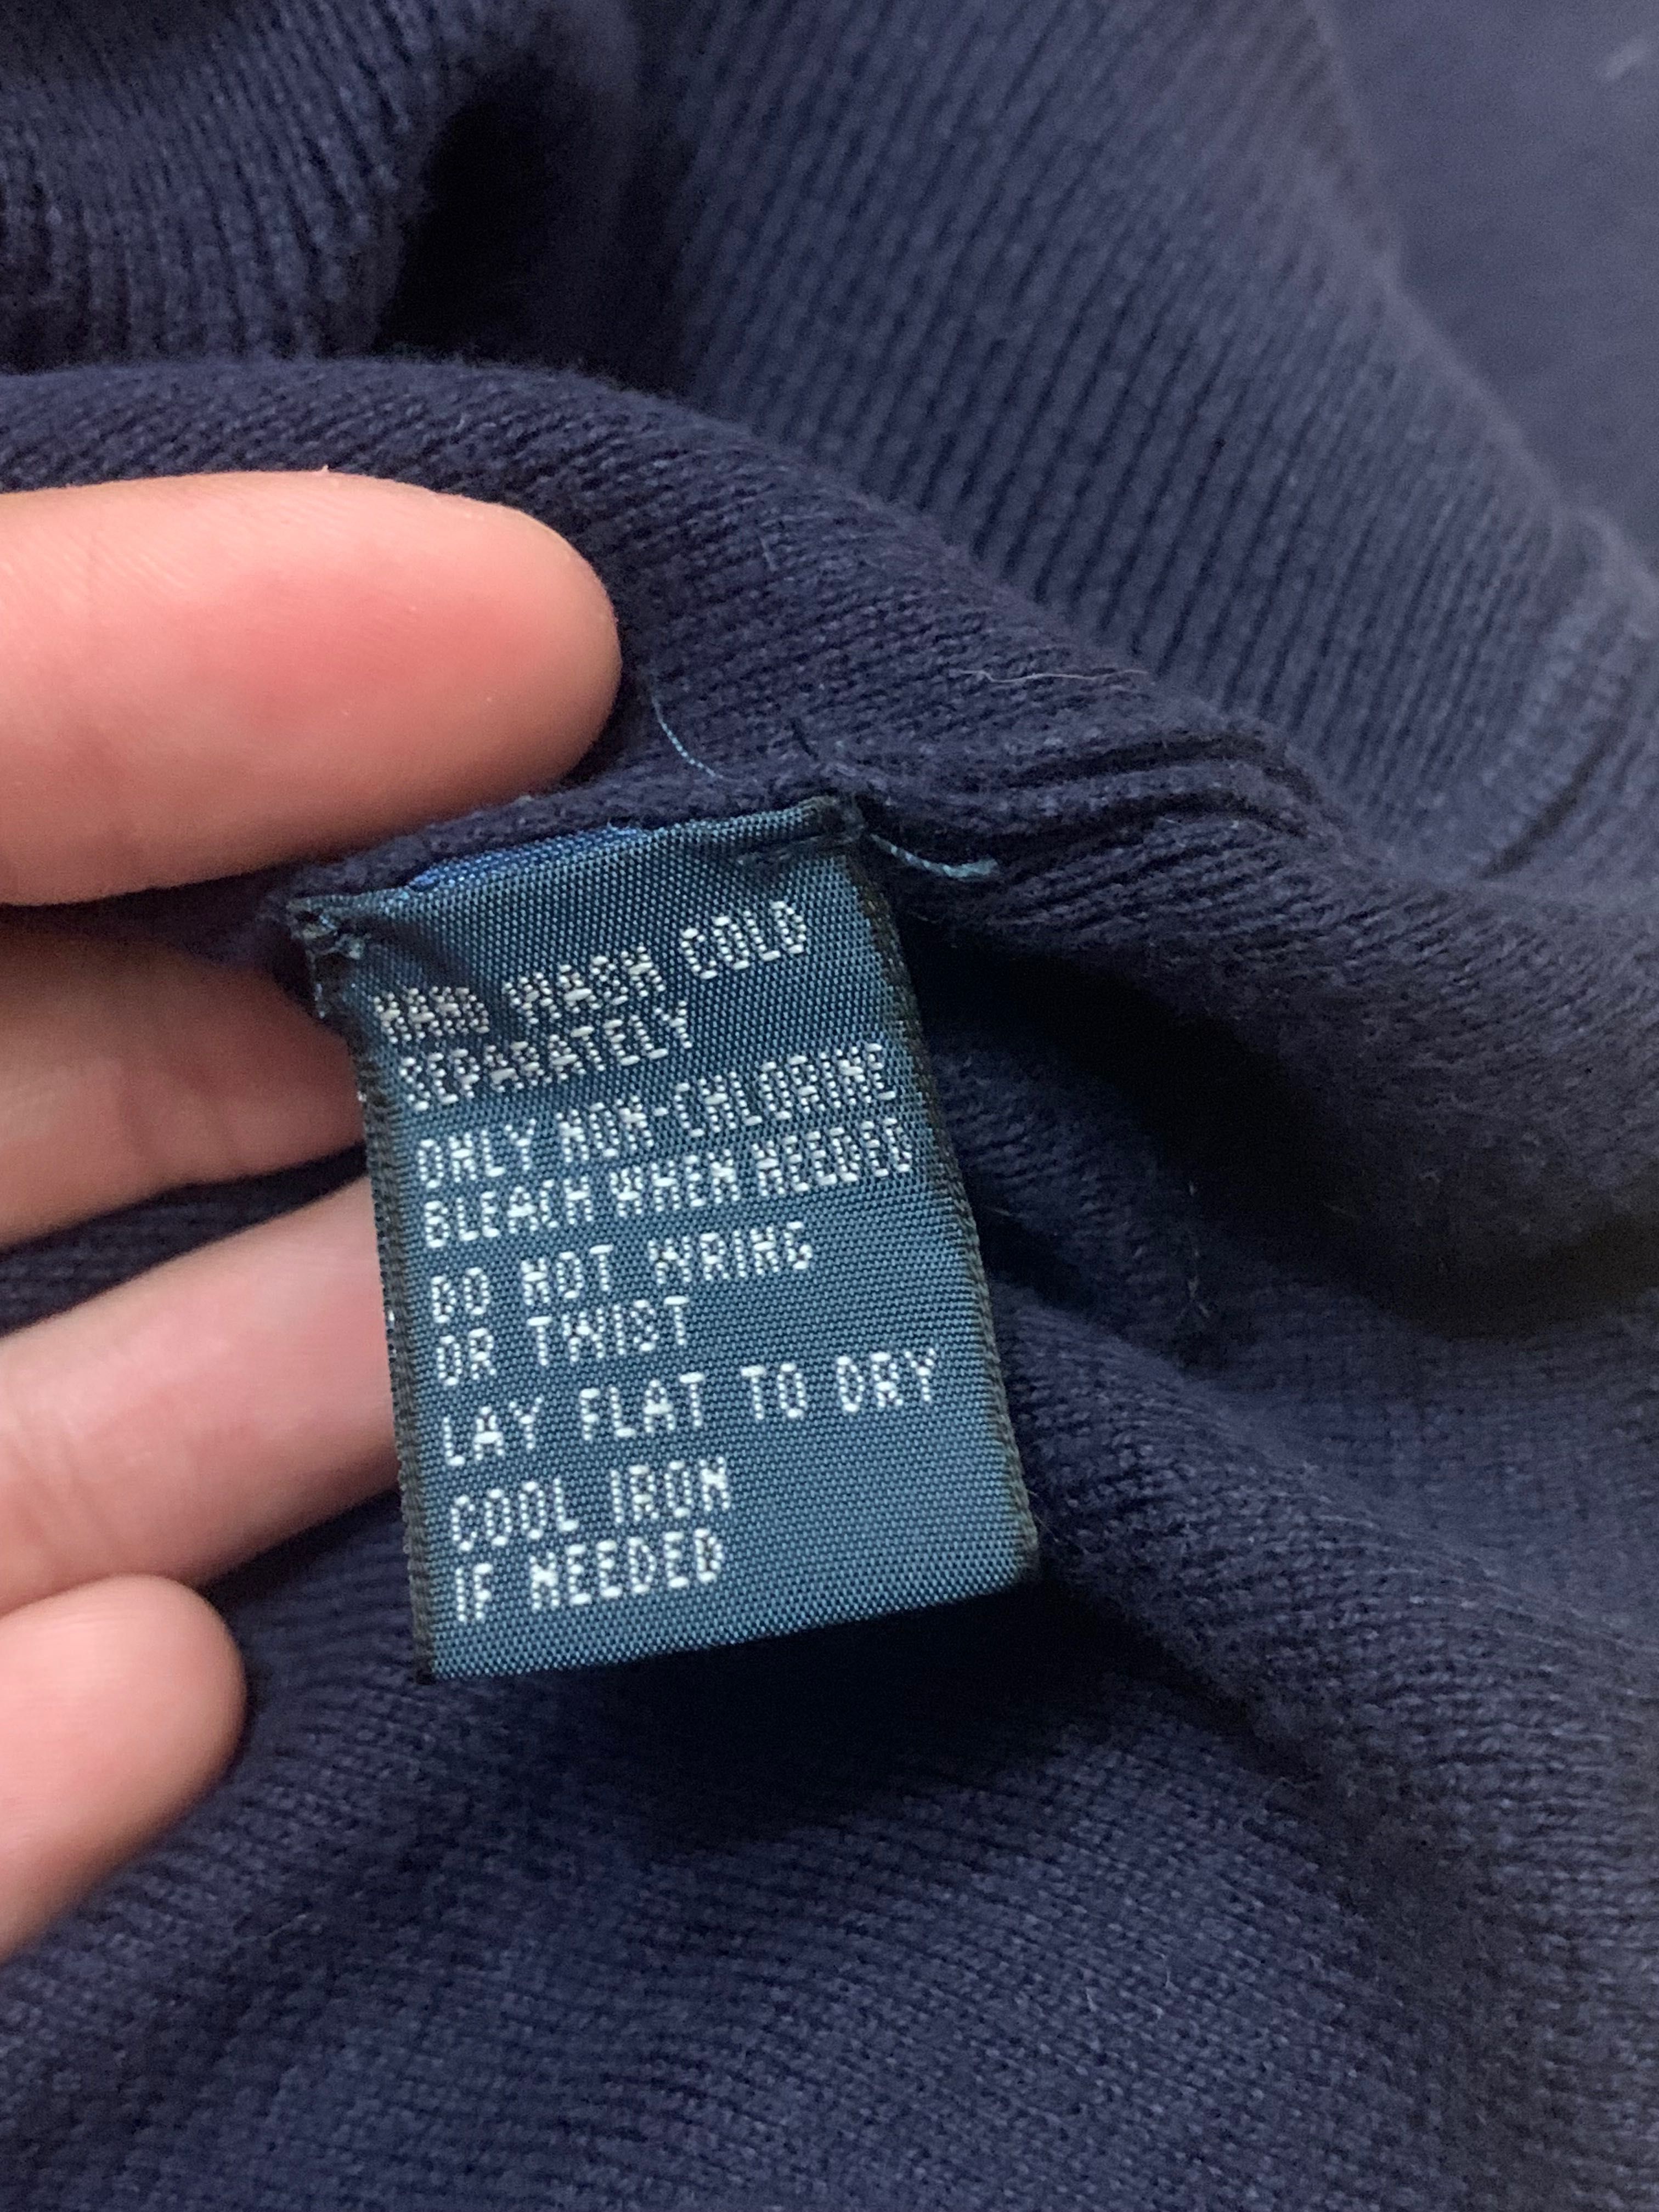 HAND WASH COLD
SEPARATELY
ONLY NON-CHLORINE
BLEACH WHEN NEEDED
DO NOT WRING
OR TWIST
LAY FLAT TO DRY
COOL IRON
IF NEEDED